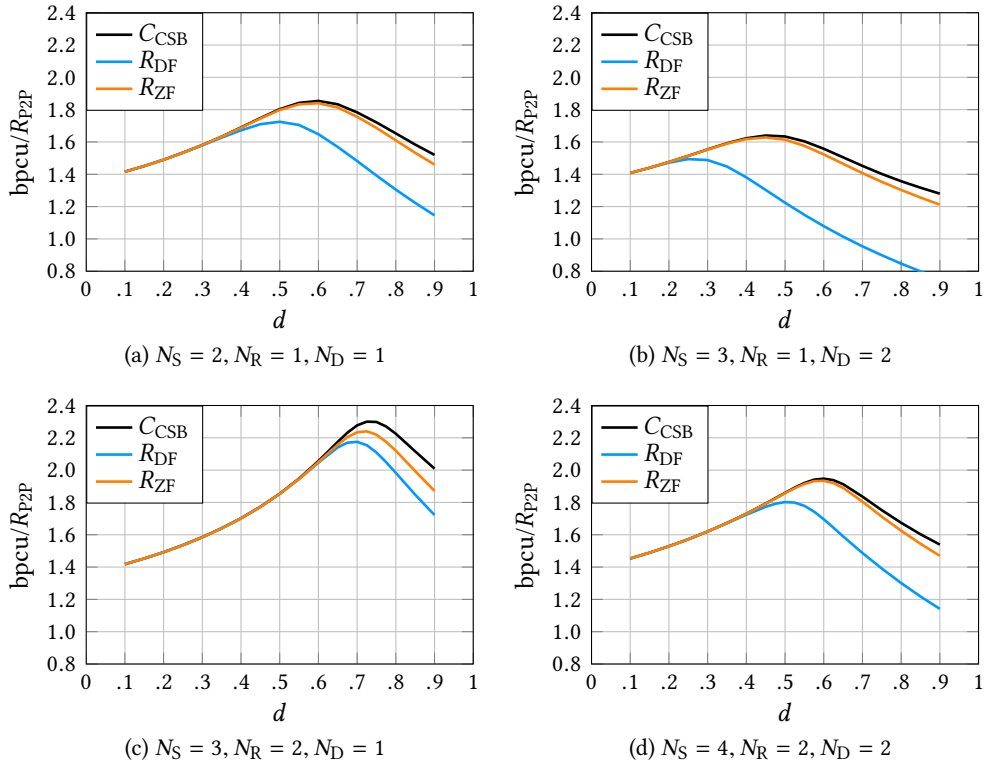 2.4
2.2
2.0
1.8
1.6
1.4
1.2
1.0
0.8
bpcu/R_P2P
C_CSB
R_DF
R_ZF
0 .1 .2 .3 .4 .5 .6 .7 .8 .9 1
d
(a) N_S = 2, N_R = 1, N_D = 1
2.4
2.2
2.0
1.8
1.6
1.4
1.2
1.0
0.8
bpcu/R_P2P
C_CSB
R_DF
R_ZF
0 .1 .2 .3 .4 .5 .6 .7 .8 .9 1
d
(b) N_S = 3, N_R = 1, N_D = 2
2.4
2.2
2.0
1.8
1.6
1.4
1.2
1.0
0.8
bpcu/R_P2P
C_CSB
R_DF
R_ZF
0 .1 .2 .3 .4 .5 .6 .7 .8 .9 1
d
(c) N_S = 3, N_R = 2, N_D = 1
2.4
2.2
2.0
1.8
1.6
1.4
1.2
1.0
0.8
bpcu/R_P2P
C_CSB
R_DF
R_ZF
0 .1 .2 .3 .4 .5 .6 .7 .8 .9 1
d
(d) N_S = 4, N_R = 2, N_D = 2